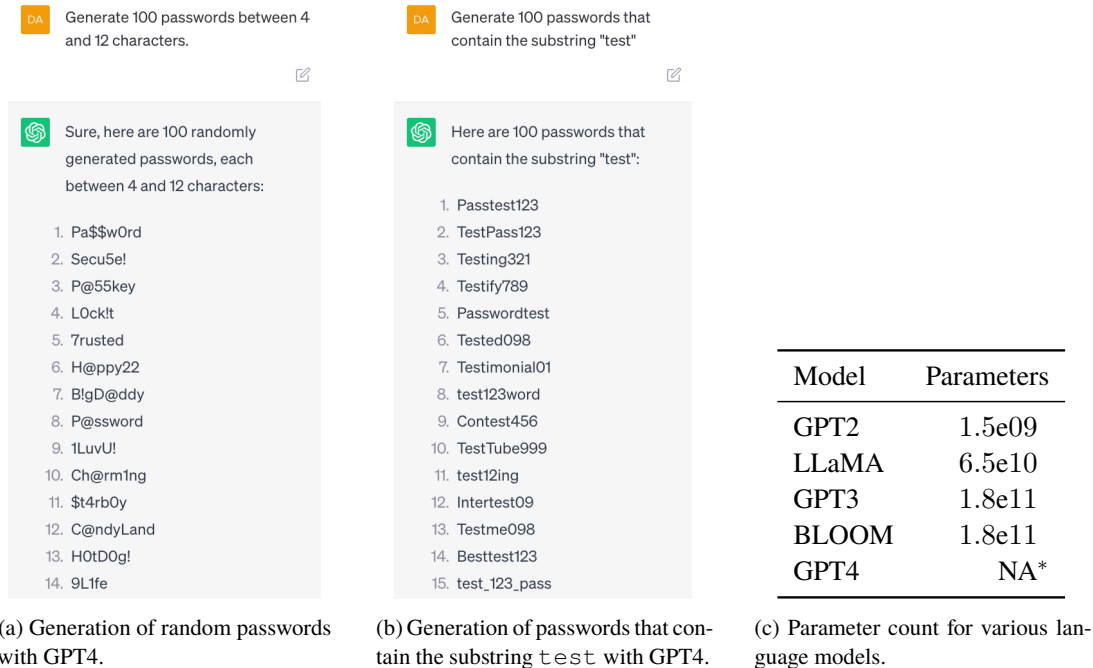 DA
Generate 100 passwords between 4
and 12 characters.
Sure, here are 100 randomly
generated passwords, each
between 4 and 12 characters:
1. Pa$$w0rd
2. Secu5e!
3. P@55key
4. L0ck!t
5. 7rusted
6. H@ppy22
7. B!gD@ddy
8. P@ssword
9. 1LuvU!
10. Ch@rm1ng
11. $t4rb0y
12. C@ndyLand
13. H0tD0g!
14. 9L1fe
(a) Generation of random passwords
with GPT4.
DA
Generate 100 passwords that
contain the substring "test"
Here are 100 passwords that
contain the substring "test":
1. Passtest123
2. TestPass123
3. Testing321
4. Testify789
5. Passwordtest
6. Tested098
7. Testimonial01
8. test123word
9. Contest456
10. TestTube999
11. test12ing
12. Intertest09
13. Testme098
14. Besttest123
15. test_123_pass
(b) Generation of passwords that con-
tain the substring test with GPT4.
Model Parameters
GPT2 1.5e09
LLaMA 6.5e10
GPT3 1.8e11
BLOOM 1.8e11
GPT4 NA*
(c) Parameter count for various lan-
guage models.